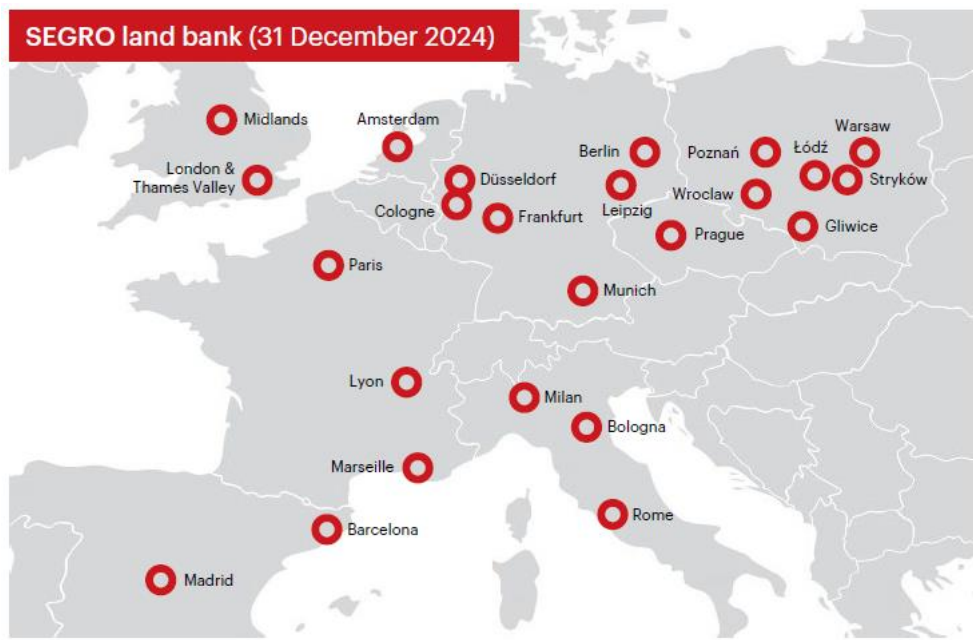 SEGRO land bank (31 December 2024)
Midlands
Amsterdam
Warsaw
Berlin
Poznań
Łódź
London &
Thames Valley
Düsseldorf
Stryków
Cologne
Frankfurt
Leipzig
Wroclaw
Gliwice
Prague
Paris
Munich
Lyon
Milan
Bologna
Marseille
Rome
Barcelona
Madrid